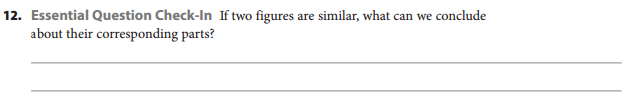 12. Essential Question Check-In If two figures are similar, what can we conclude
about their corresponding parts?